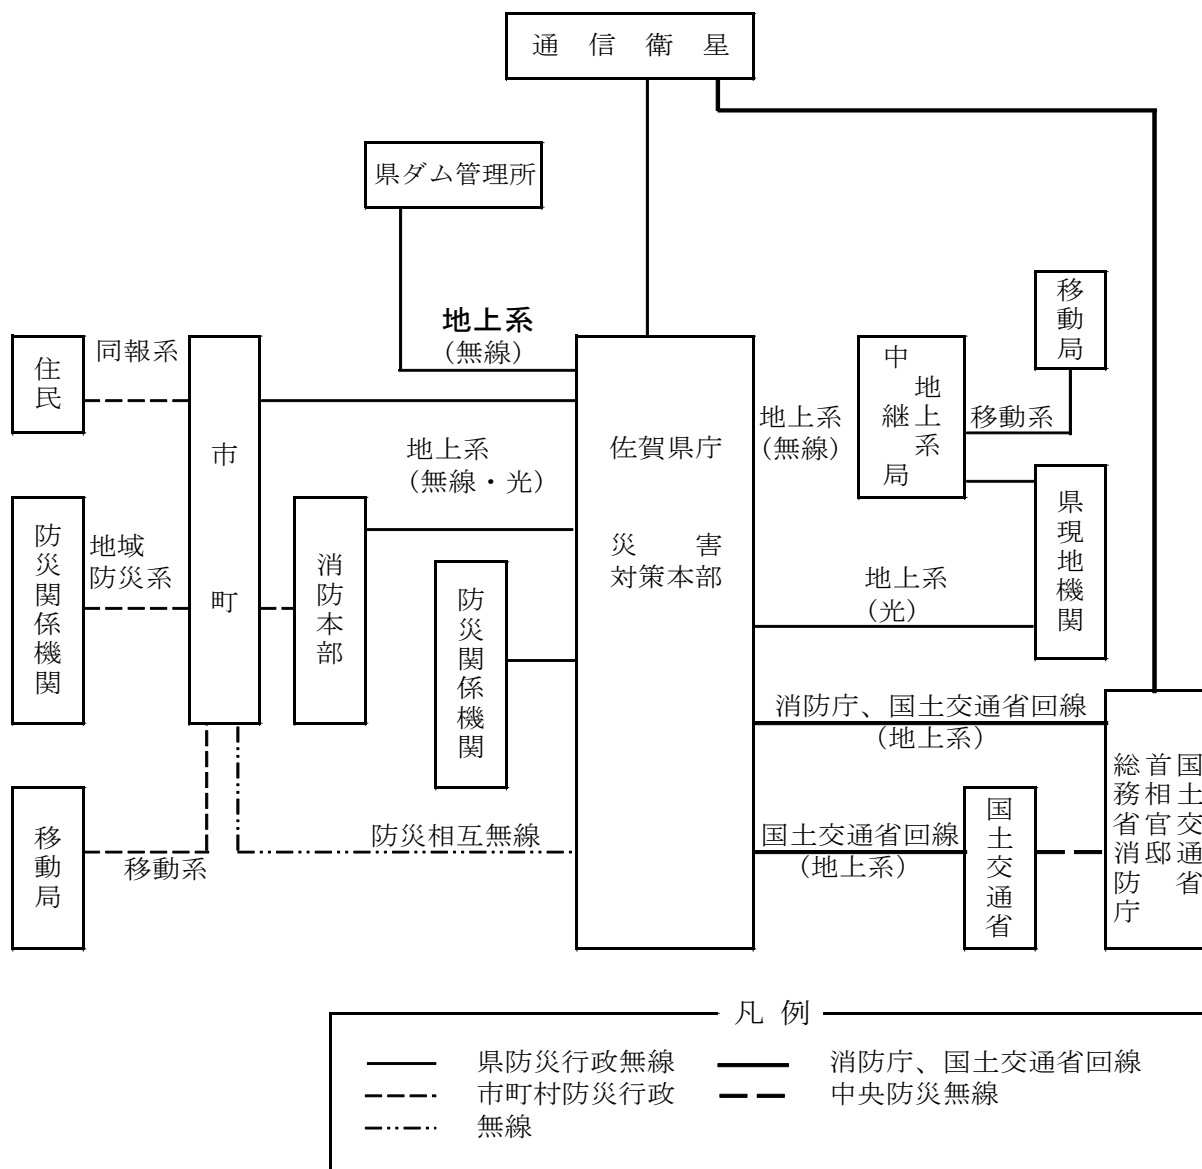 通信衛星
県ダム管理所
地上系
(無線)
移動局
住民
同報系
市町
中継局
地上系
地上系
(無線)
移動系
地上系
(無線・光)
佐賀県庁
災害
対策本部
防災関係機関
地域
防災系
消防本部
防災関係機関
県現地機関
地上系
(光)
消防庁、国土交通省回線
(地上系)
総務省消防庁
首相官邸
国土交通省
移動局
移動系
防災相互無線
国土交通省回線
(地上系)
国土交通省
凡例
県防災行政無線
消防庁、国土交通省回線
市町村防災行政
中央防災無線
無線